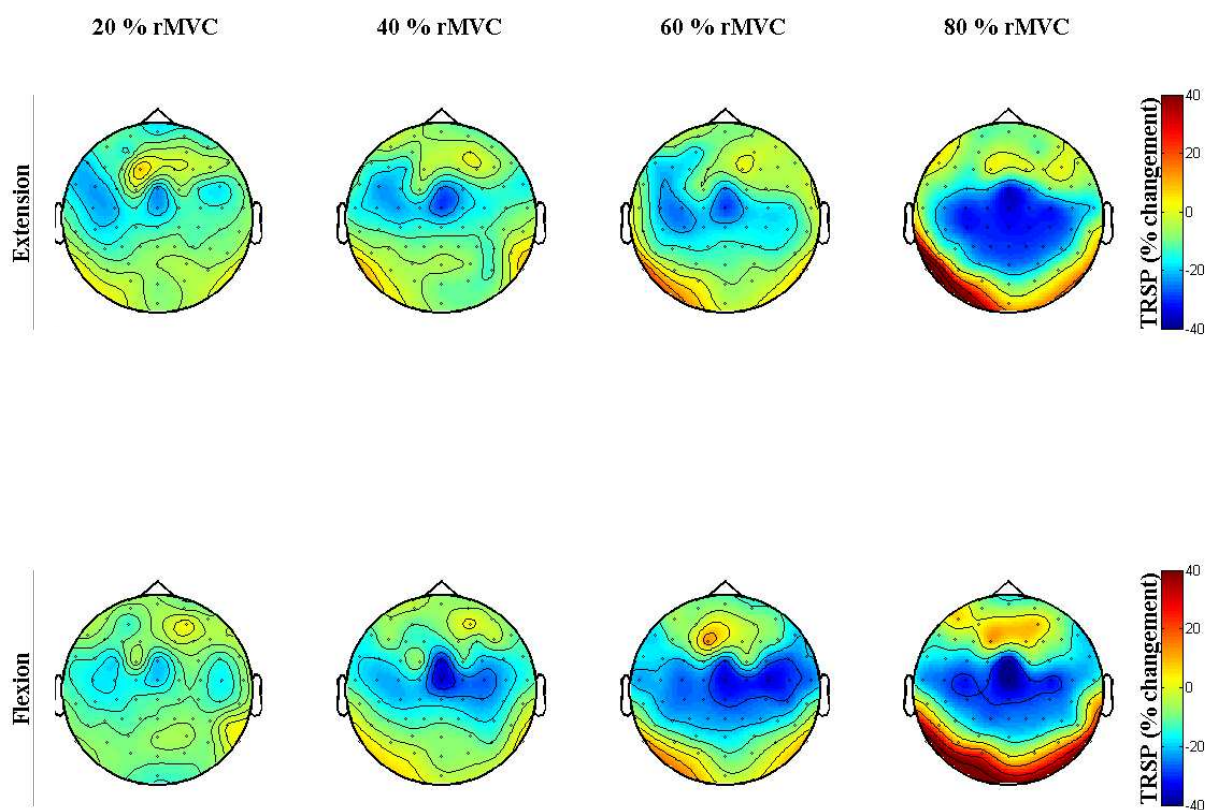 20 % rMVC 40 % rMVC 60 % rMVC 80 % rMVC
Extension
TRSP (% changement)
40
20
0
-20
-40
Flexion
TRSP (% changement)
40
20
0
-20
-40